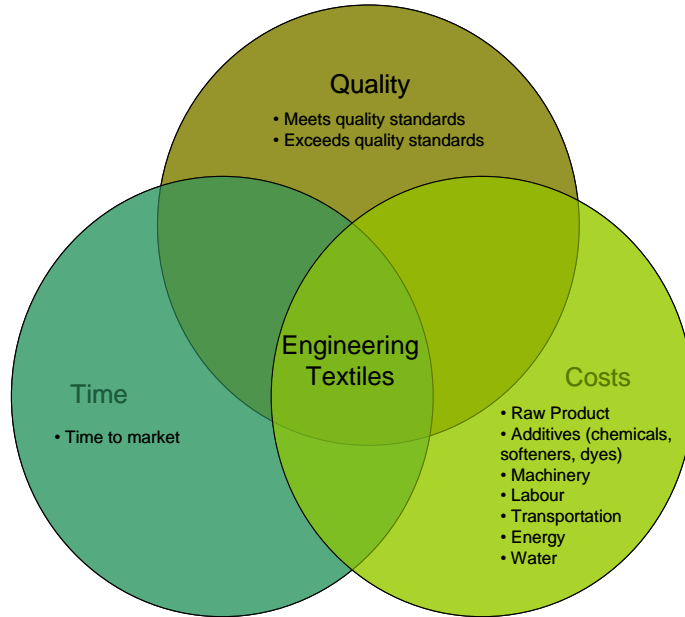 Quality
• Meets quality standards
• Exceeds quality standards
Engineering
Textiles
Time
• Time to market
Costs
• Raw Product
• Additives (chemicals,
softeners, dyes)
• Machinery
• Labour
• Transportation
• Energy
• Water